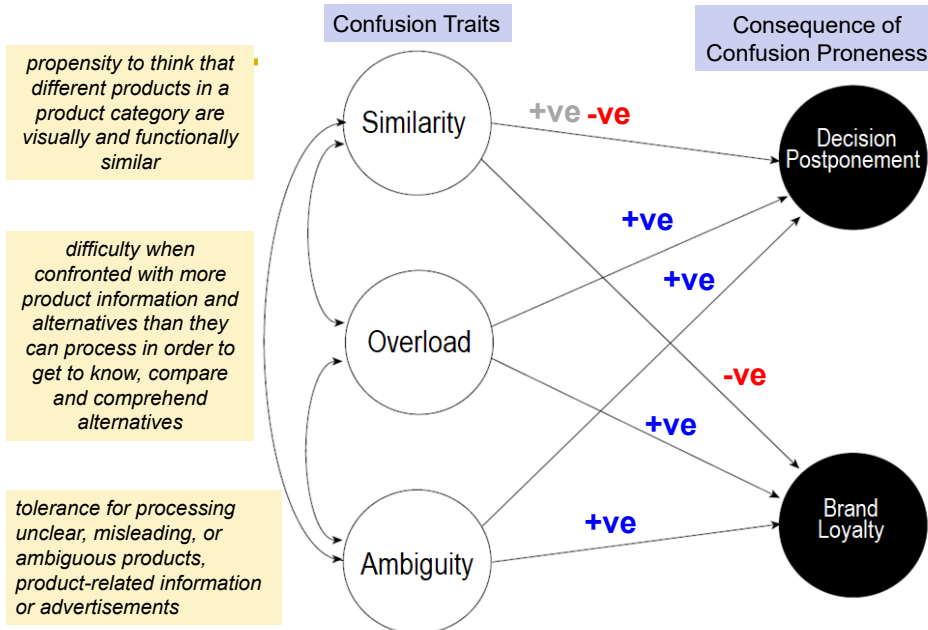 Confusion Traits
Consequence of
Confusion Proneness
propensity to think that
different products in a
product category are
visually and functionally
similar
Similarity
+ve -ve
Decision
Postponement
+ve
+ve
difficulty when
confronted with more
product information and
alternatives than they
can process in order to
get to know, compare
and comprehend
alternatives
Overload
-ve
+ve
tolerance for processing
unclear, misleading, or
ambiguous products,
product-related information
or advertisements
Ambiguity
+ve
Brand
Loyalty